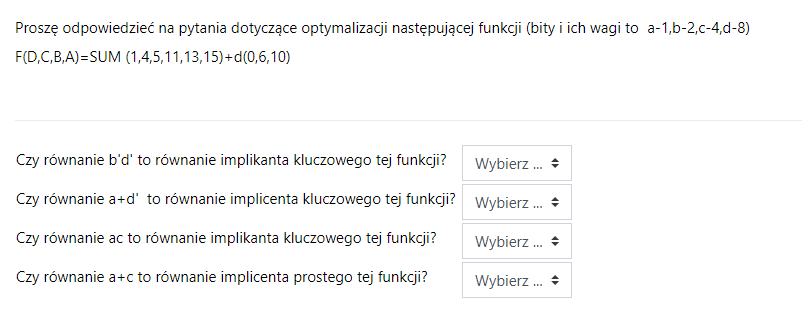 Proszę odpowiedzieć na pytania dotyczące optymalizacji następującej funkcji (bity i ich wagi to a-1,b-2,c-4,d-8)
F(D,C,B,A)=SUM (1,4,5,11,13,15)+d(0,6,10)
Czy równanie b'd' to równanie implikanta kluczowego tej funkcji? Wybierz ...
Czy równanie a+d' to równanie implicenta kluczowego tej funkcji? Wybierz ...
Czy równanie ac to równanie implikanta kluczowego tej funkcji? Wybierz ...
Czy równanie a+c to równanie implicenta prostego tej funkcji? Wybierz ...